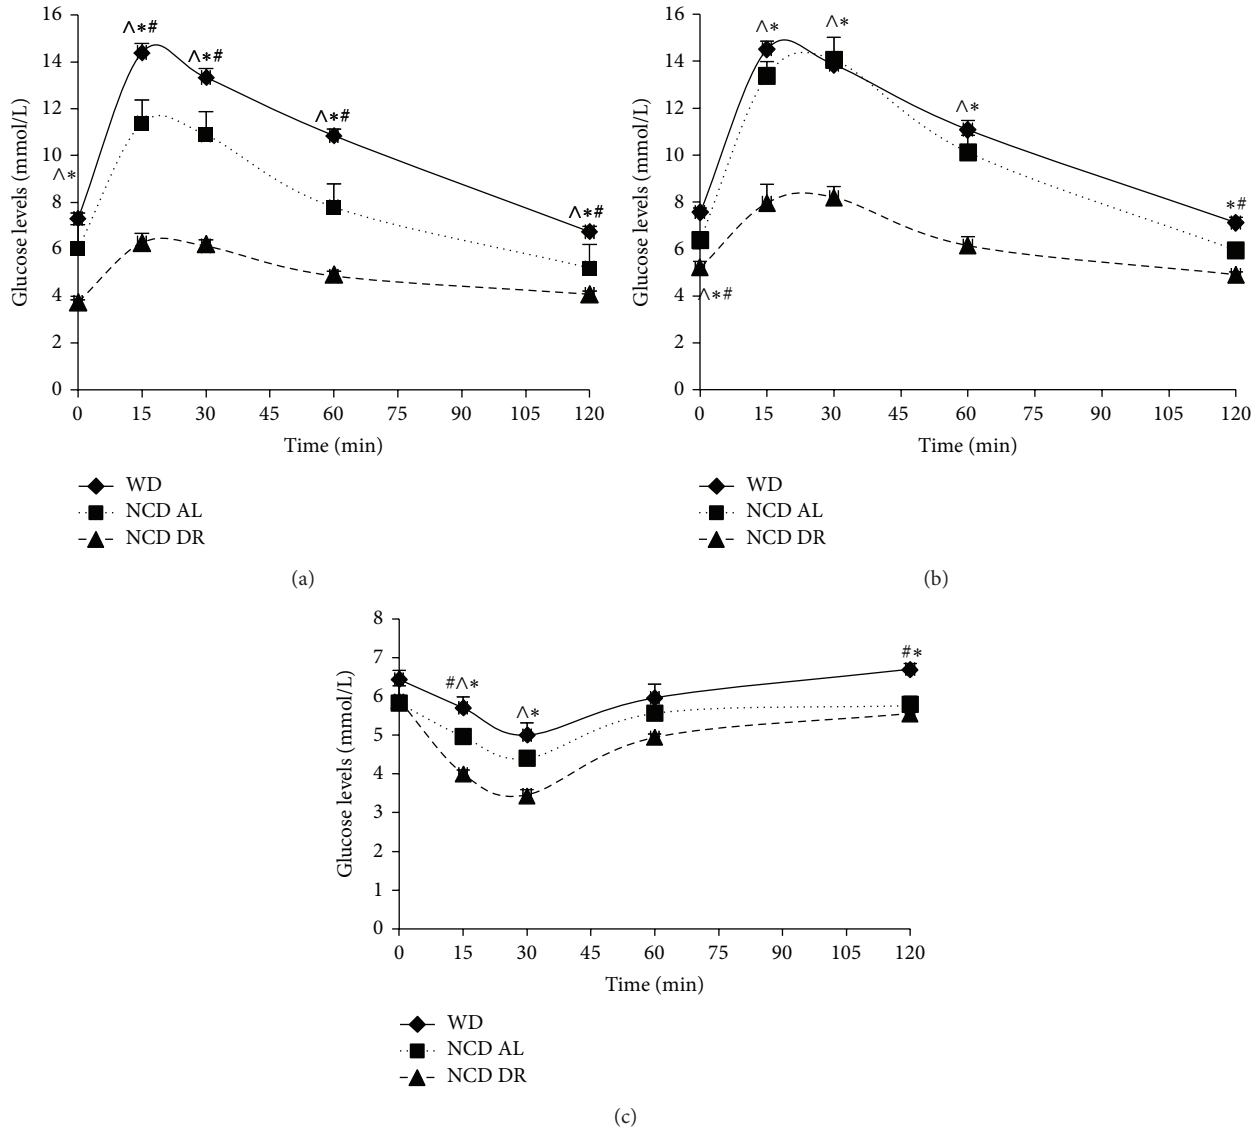 16
14
12
10
8
6
4
2
0
Glucose levels (mmol/L)
^*
^*#
^*#
^*#
^*#
0 15 30 45 60 75 90 105 120
Time (min)
WD
NCD AL
NCD DR
(a)
16
14
12
10
8
6
4
2
0
Glucose levels (mmol/L)
^*#
^*
^*
^*
*#
0 15 30 45 60 75 90 105 120
Time (min)
WD
NCD AL
NCD DR
(b)
8
7
6
5
4
3
2
1
0
Glucose levels (mmol/L)
#^*
^*
#*
0 15 30 45 60 75 90 105 120
Time (min)
WD
NCD AL
NCD DR
(c)